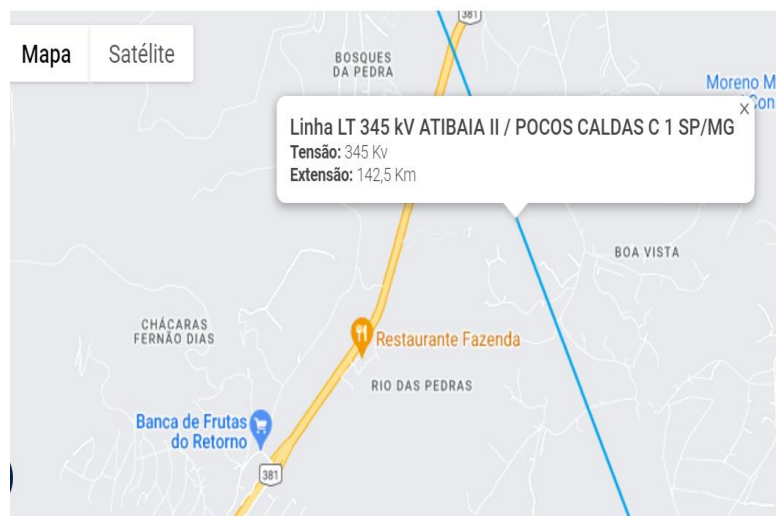 381
Mapa
Satélite
BOSQUES
DA PEDRA
Moreno M
Con
X
Linha LT 345 kV ATIBAIA II / POCOS CALDAS C 1 SP/MG
Tensão: 345 Kv
Extensão: 142,5 Km
BOA VISTA
CHÁCARAS
FERNÃO DIAS
Restaurante Fazenda
RIO DAS PEDRAS
Banca de Frutas
do Retorno
381